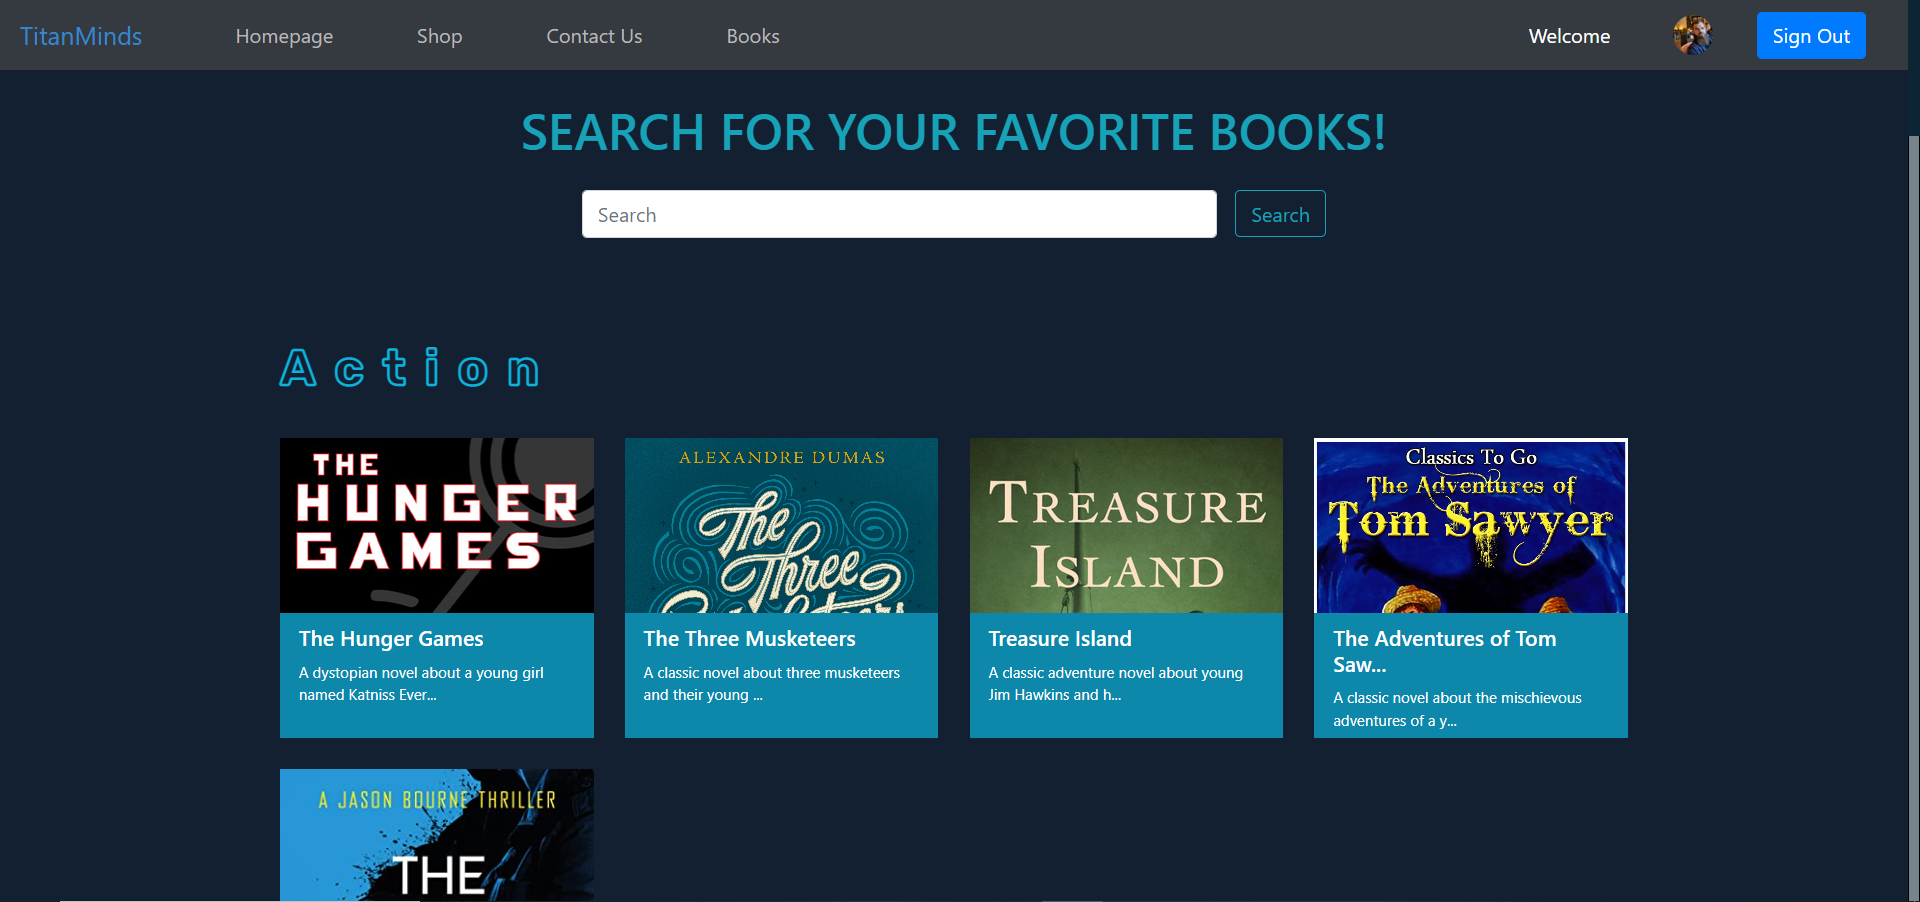 TitanMinds Homepage Shop Contact Us Books Welcome Sign Out
SEARCH FOR YOUR FAVORITE BOOKS!
Search Search
Action
THE
HUNGER
GAMES
The Hunger Games
A dystopian novel about a young girl
named Katniss Ever...
ALEXANDRE DUMAS
The
Three
The Three Musketeers
A classic novel about three musketeers
and their young ...
TREASURE
ISLAND
Treasure Island
A classic adventure novel about young
Jim Hawkins and h...
Classics To Go
The Adventures of
Tom Sawyer
The Adventures of Tom
Saw...
A classic novel about the mischievous
adventures of a y...
A JASON BOURNE THRILLER
THE